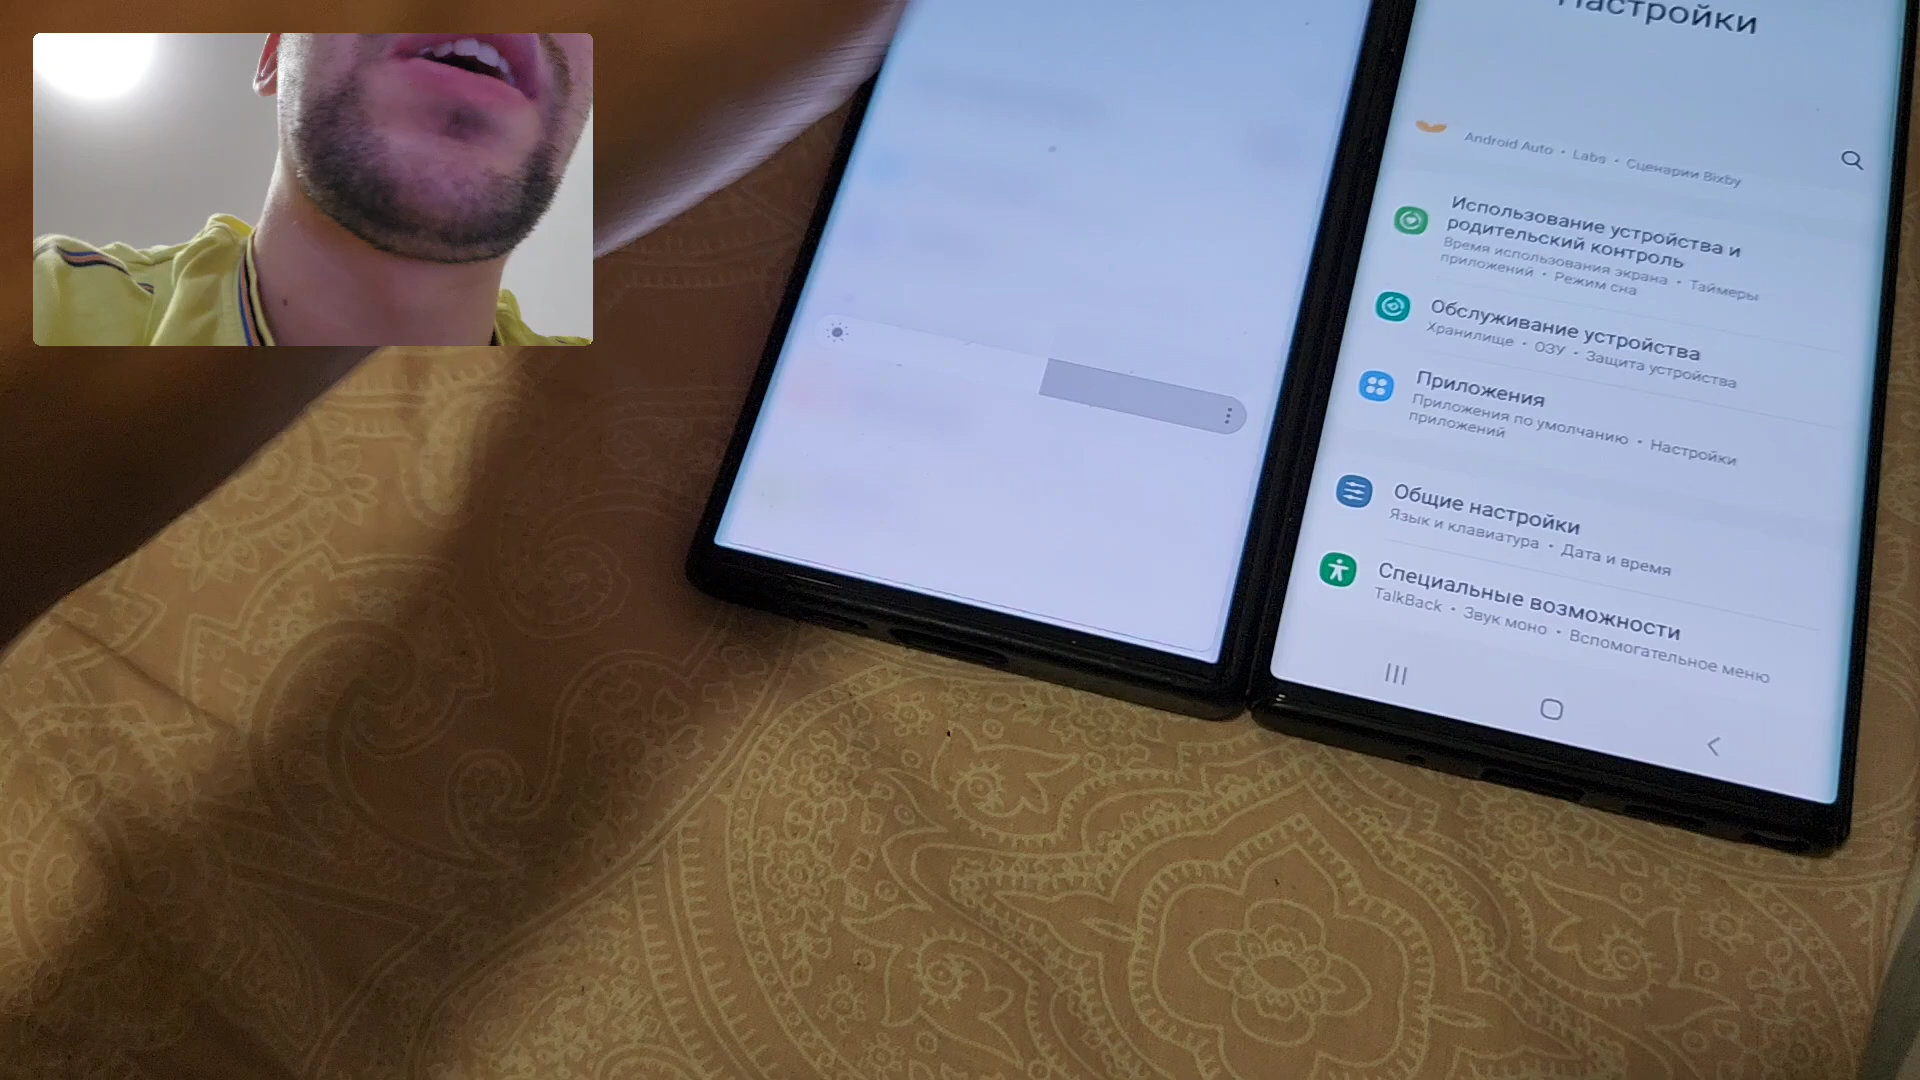 Настройки
Android Auto • Labs • Сценарии Bixby
Использование устройства и
родительский контроль
Время использования экрана • Таймеры
приложений • Режим сна
Обслуживание устройства
Хранилище • ОЗУ • Защита устройства
Приложения
Приложения по умолчанию • Настройки
приложений
Общие настройки
Язык и клавиатура • Дата и время
Специальные возможности
TalkBack • Звук моно • Вспомогательное меню